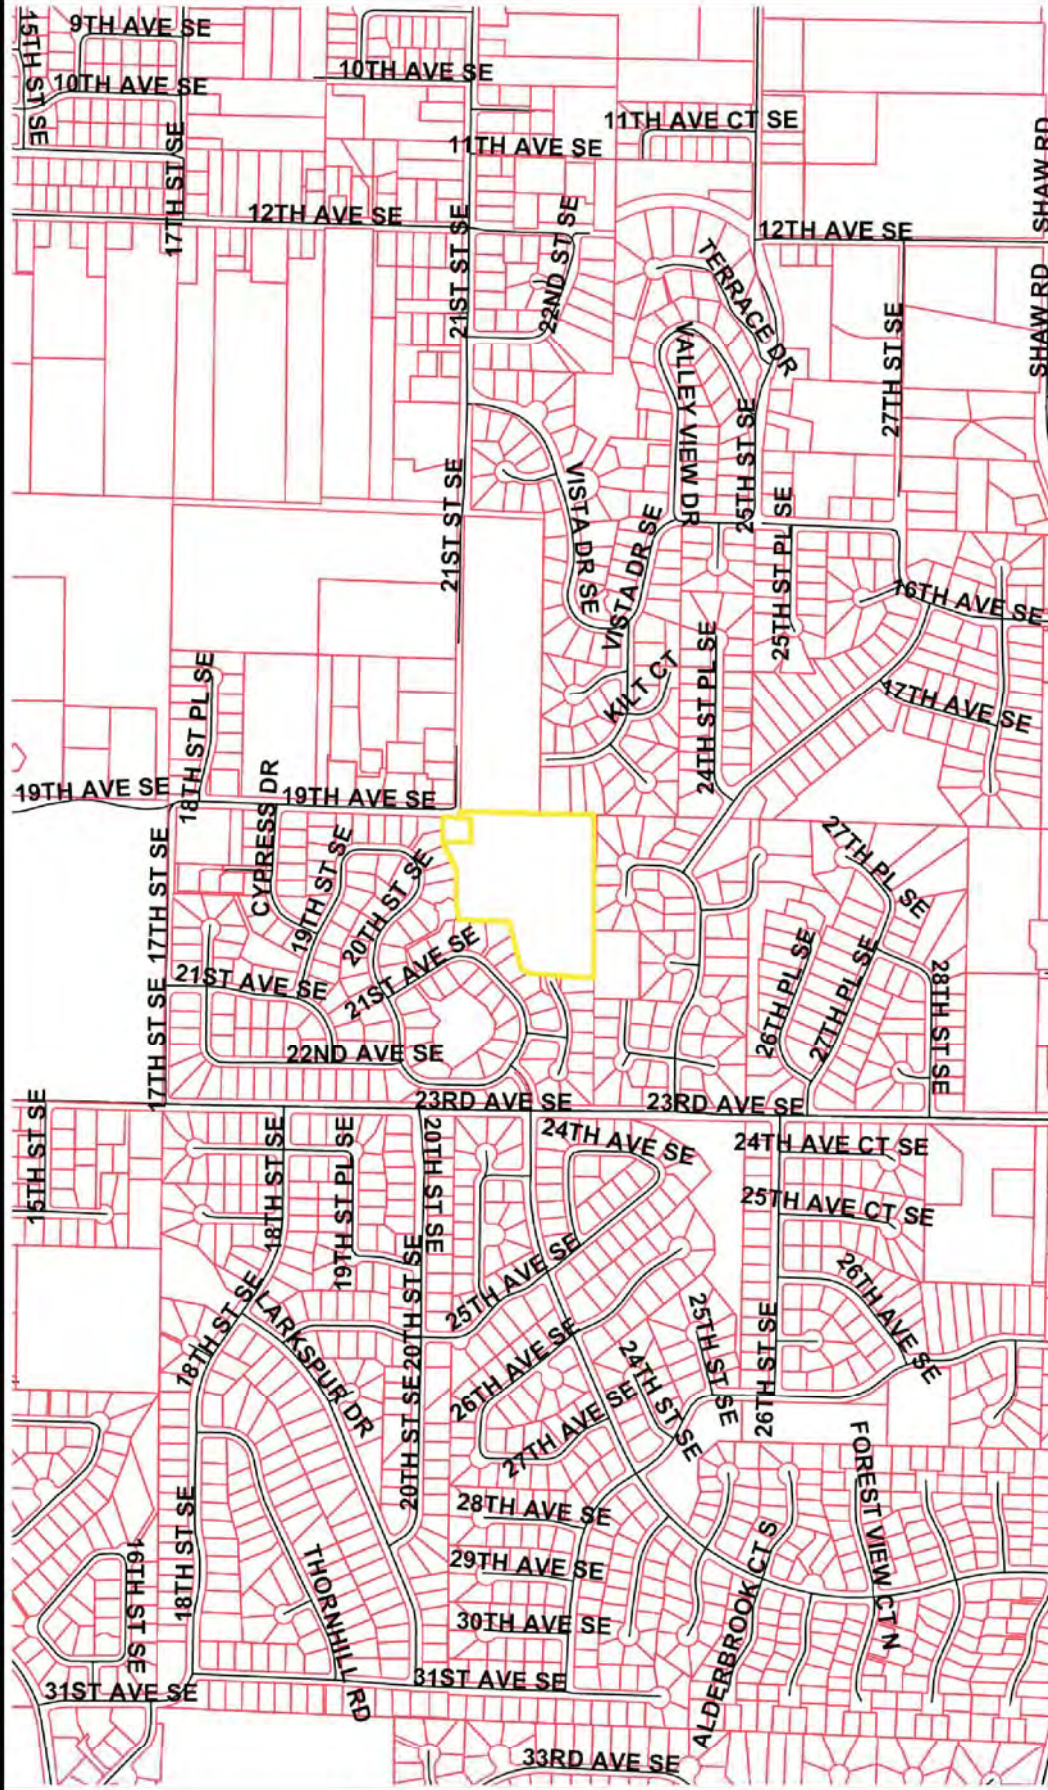 9TH AVE SE
15TH ST SE
10TH AVE SE
10TH AVE SE
11TH AVE CT SE
11TH AVE SE
17TH ST SE
SHAW RD
12TH AVE SE
21ST ST SE
22ND ST SE
12TH AVE SE
TERRACE DR
SHAW RD
VALLEY VIEW DR
27TH ST SE
25TH ST SE
21ST ST SE
VISTA DR SE
VISTA DR SE
25TH ST PL SE
16TH AVE SE
24TH ST PL SE
KILT CT
17TH AVE SE
18TH ST PL SE
19TH AVE SE
19TH AVE SE
CYPRESS DR
17TH ST SE
19TH ST SE
20TH ST SE
27TH PL SE
21ST AVE SE
21ST AVE SE
26TH PL SE
27TH PL SE
28TH ST SE
17TH ST SE
22ND AVE SE
23RD AVE SE
23RD AVE SE
15TH ST SE
18TH ST SE
19TH ST PL SE
20TH ST SE
24TH AVE SE
24TH AVE CT SE
25TH AVE CT SE
18TH ST SE
LARKSPUR DR
20TH ST SE
20TH ST SE
25TH AVE SE
26TH AVE SE
24TH ST SE
25TH ST SE
26TH ST SE
26TH AVE SE
27TH AVE SE
28TH AVE SE
29TH AVE SE
30TH AVE SE
FOREST VIEW CT N
ALDERBROOK CT S
16TH ST SE
18TH ST SE
THORNHILL RD
31ST AVE SE
31ST AVE SE
33RD AVE SE